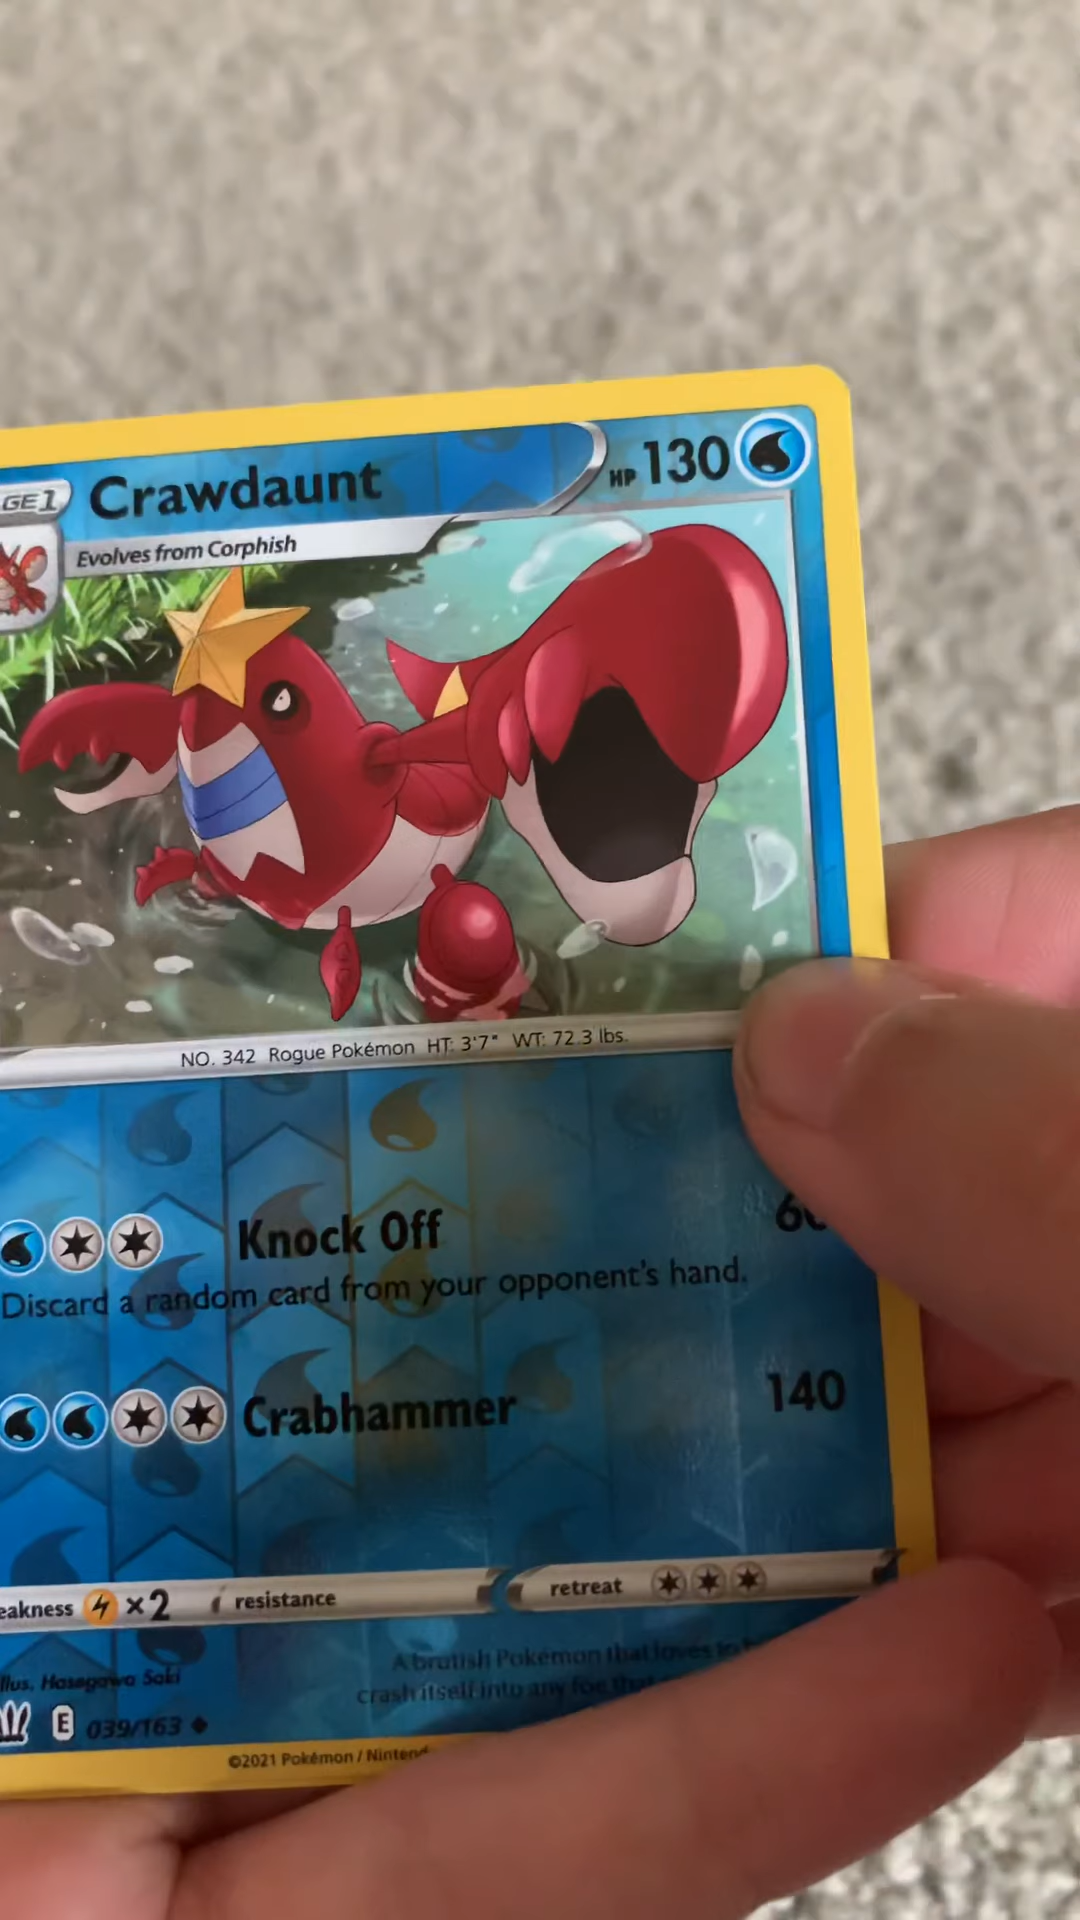 GE1 Crawdaunt HP 130
Evolves from Corphish
NO. 342 Rogue Pokémon HT: 3'7" WT: 72.3 lbs.
Knock Off
Discard a random card from your opponent's hand.
Crabhammer 140
eakness ×2 resistance retreat
A brutish Pokémon that loves to
llus. Hasegawa Saki
crash itself into any foe that
E 039/163
©2021 Pokémon / Nintend